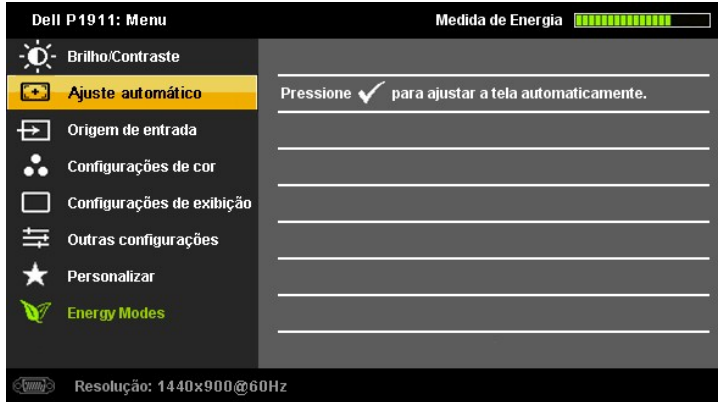 Dell P1911: Menu Medida de Energia
Brilho/Contraste
Ajuste automático Pressione ✓ para ajustar a tela automaticamente.
Origem de entrada
Configurações de cor
Configurações de exibição
Outras configurações
Personalizar
Energy Modes
Resolução: 1440x900@60Hz